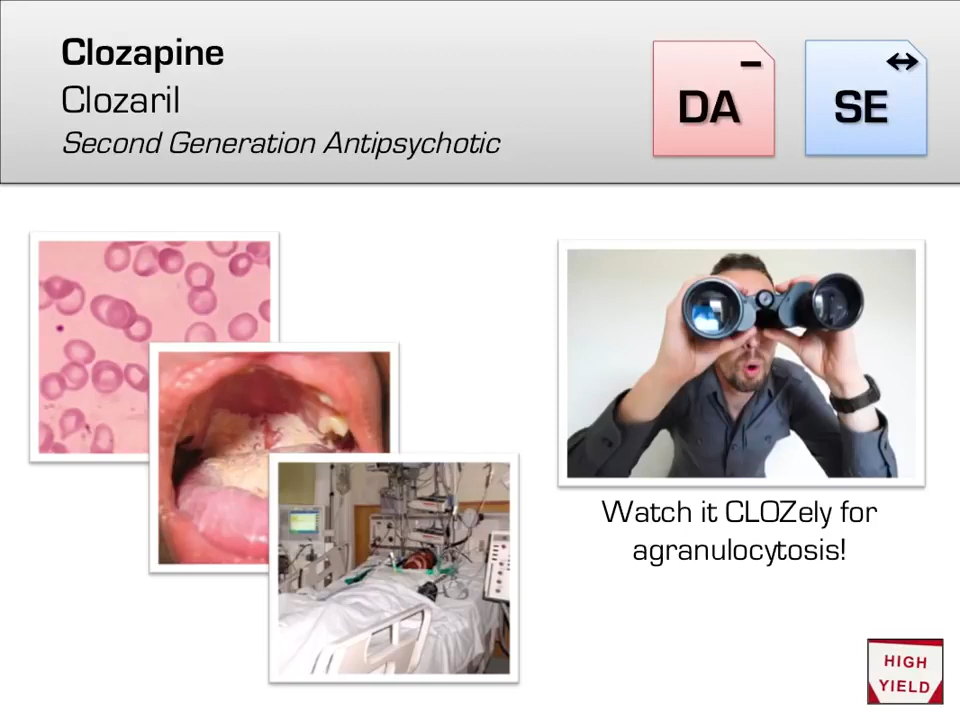 Clozapine
Clozaril
Second Generation Antipsychotic
–
DA
↔
SE
Watch it CLOZely for
agranulocytosis!
HIGH
YIELD